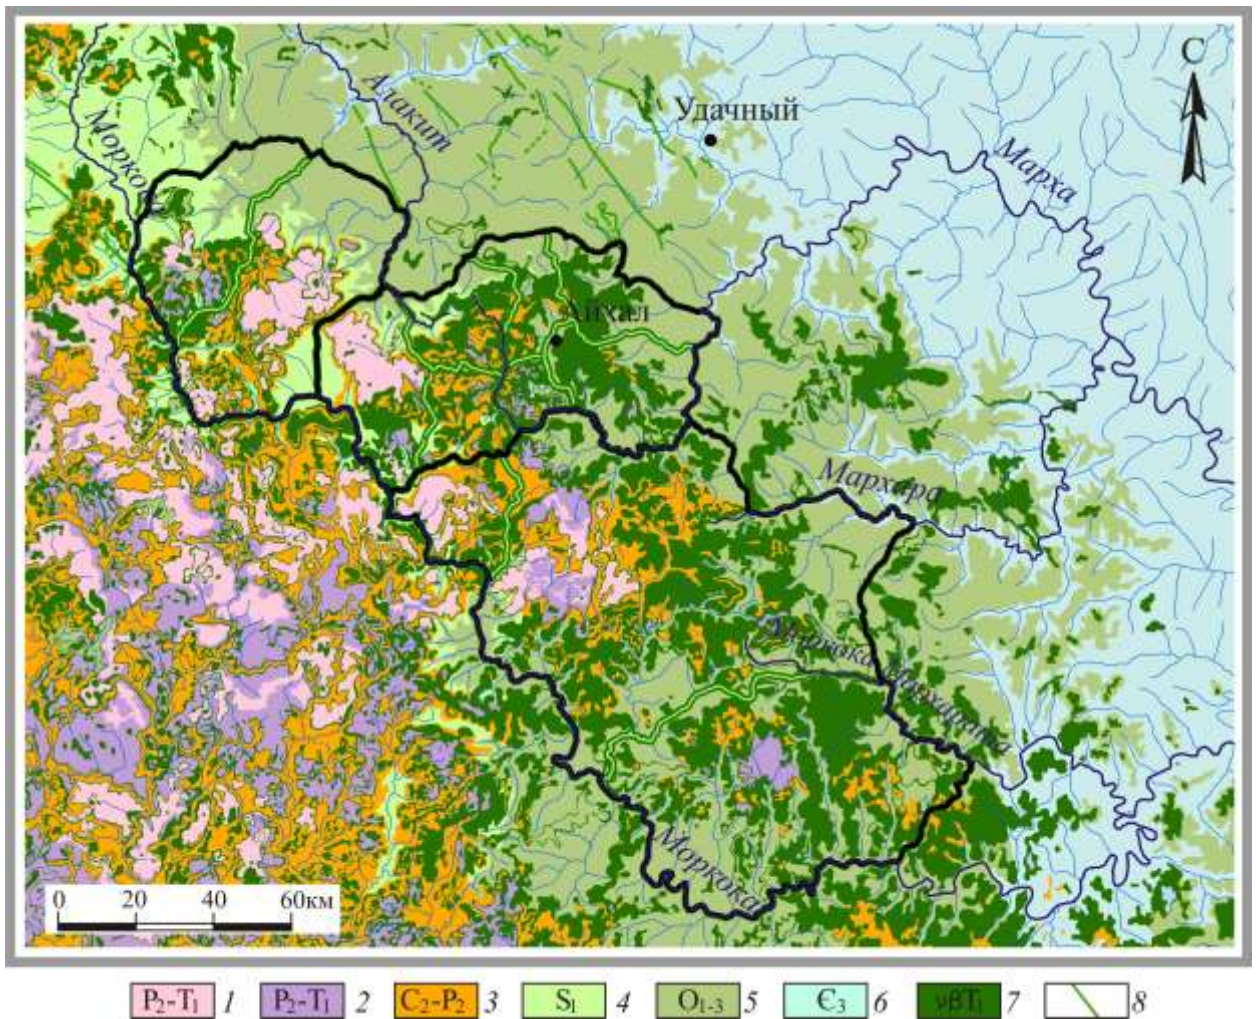 С
Удачный
Алакит
Моркока
Марха
Айхал
Мархара
Моркока
0 20 40 60км
P₂-T₁ 1 P₂-T₁ 2 C₂-P₂ 3 S₁ 4 O₁₋₃ 5 Є₃ 6 νβT₁ 7 8